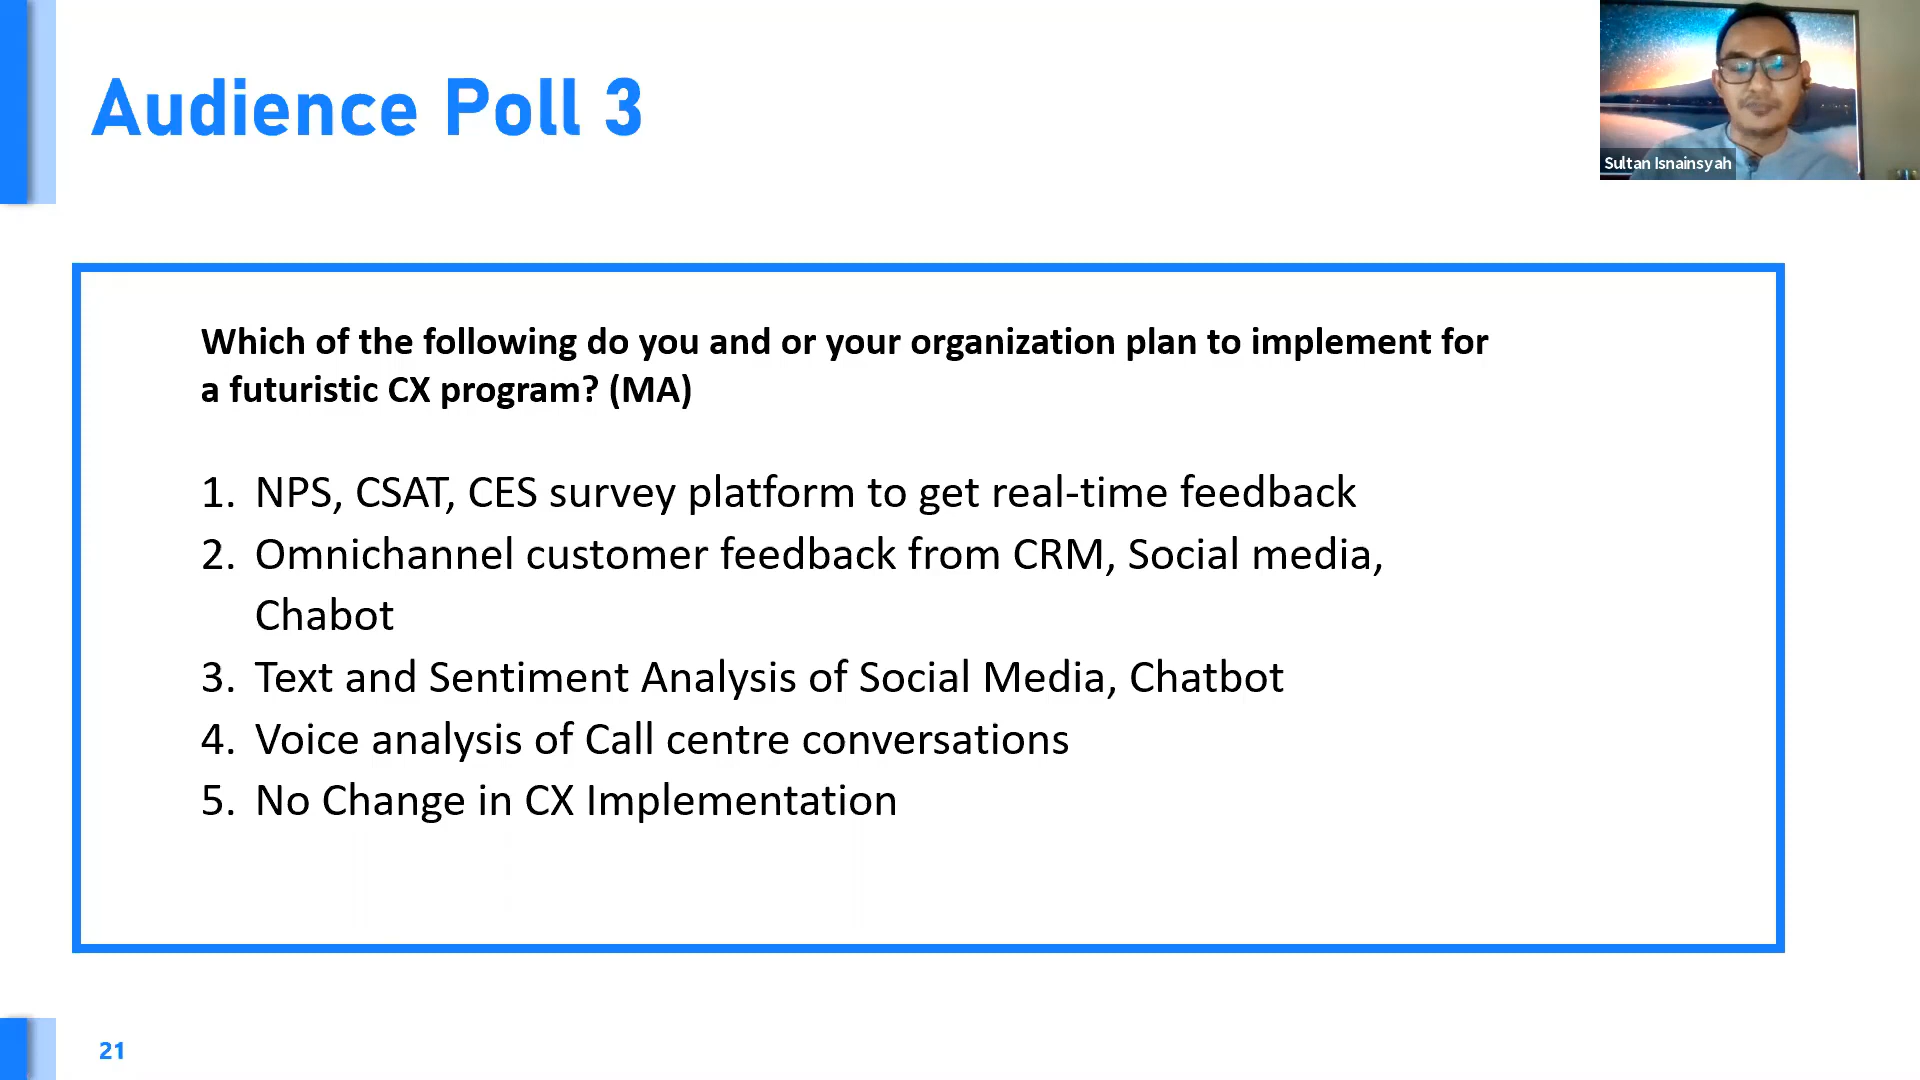 Audience Poll 3
Sultan Isnainsyah
Which of the following do you and or your organization plan to implement for
a futuristic CX program? (MA)
1. NPS, CSAT, CES survey platform to get real-time feedback
2. Omnichannel customer feedback from CRM, Social media,
Chabot
3. Text and Sentiment Analysis of Social Media, Chatbot
4. Voice analysis of Call centre conversations
5. No Change in CX Implementation
21